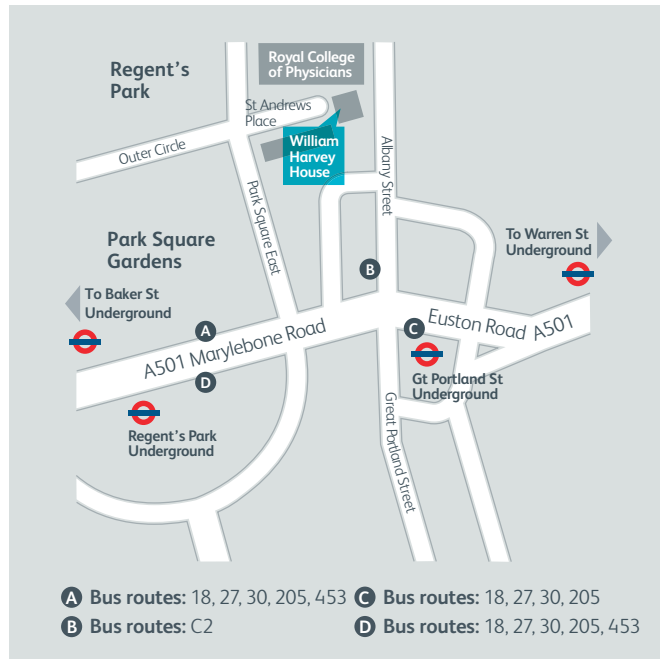 Royal College
of Physicians
Regent's
Park
St Andrews
Place
Outer Circle
William
Harvey
House
Albany Street
Park Square East
Park Square
Gardens
To Warren St
Underground
B
To Baker St
Underground
A
A501 Marylebone Road
C
Euston Road A501
D
Gt Portland St
Underground
Regent's Park
Underground
Great Portland Street
A Bus routes: 18, 27, 30, 205, 453
C Bus routes: 18, 27, 30, 205
B Bus routes: C2
D Bus routes: 18, 27, 30, 205, 453